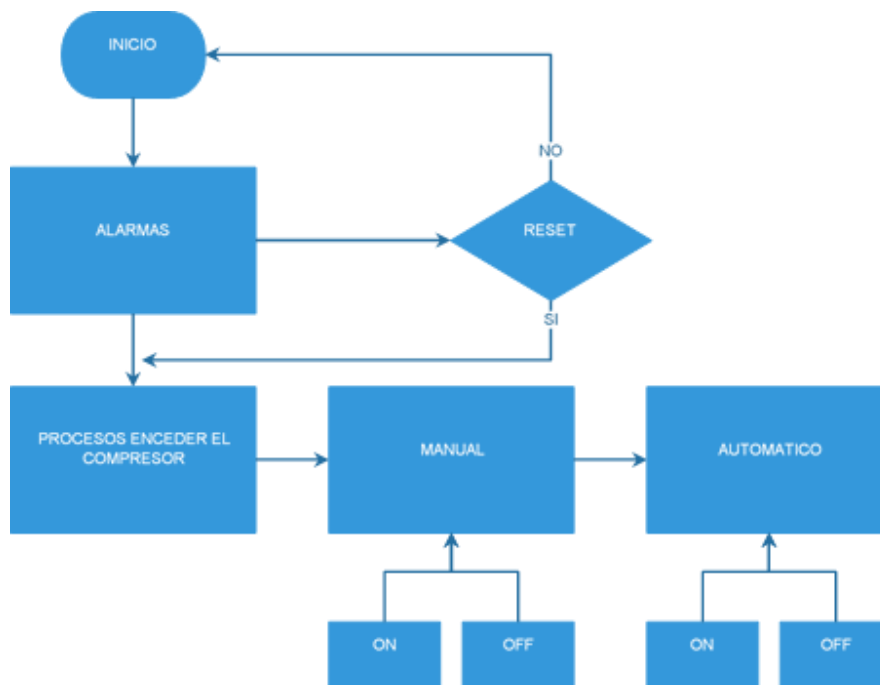 INICIO
NO
ALARMAS
RESET
SI
PROCESOS ENCEDER EL
COMPRESOR
MANUAL
AUTOMATICO
ON
OFF
ON
OFF